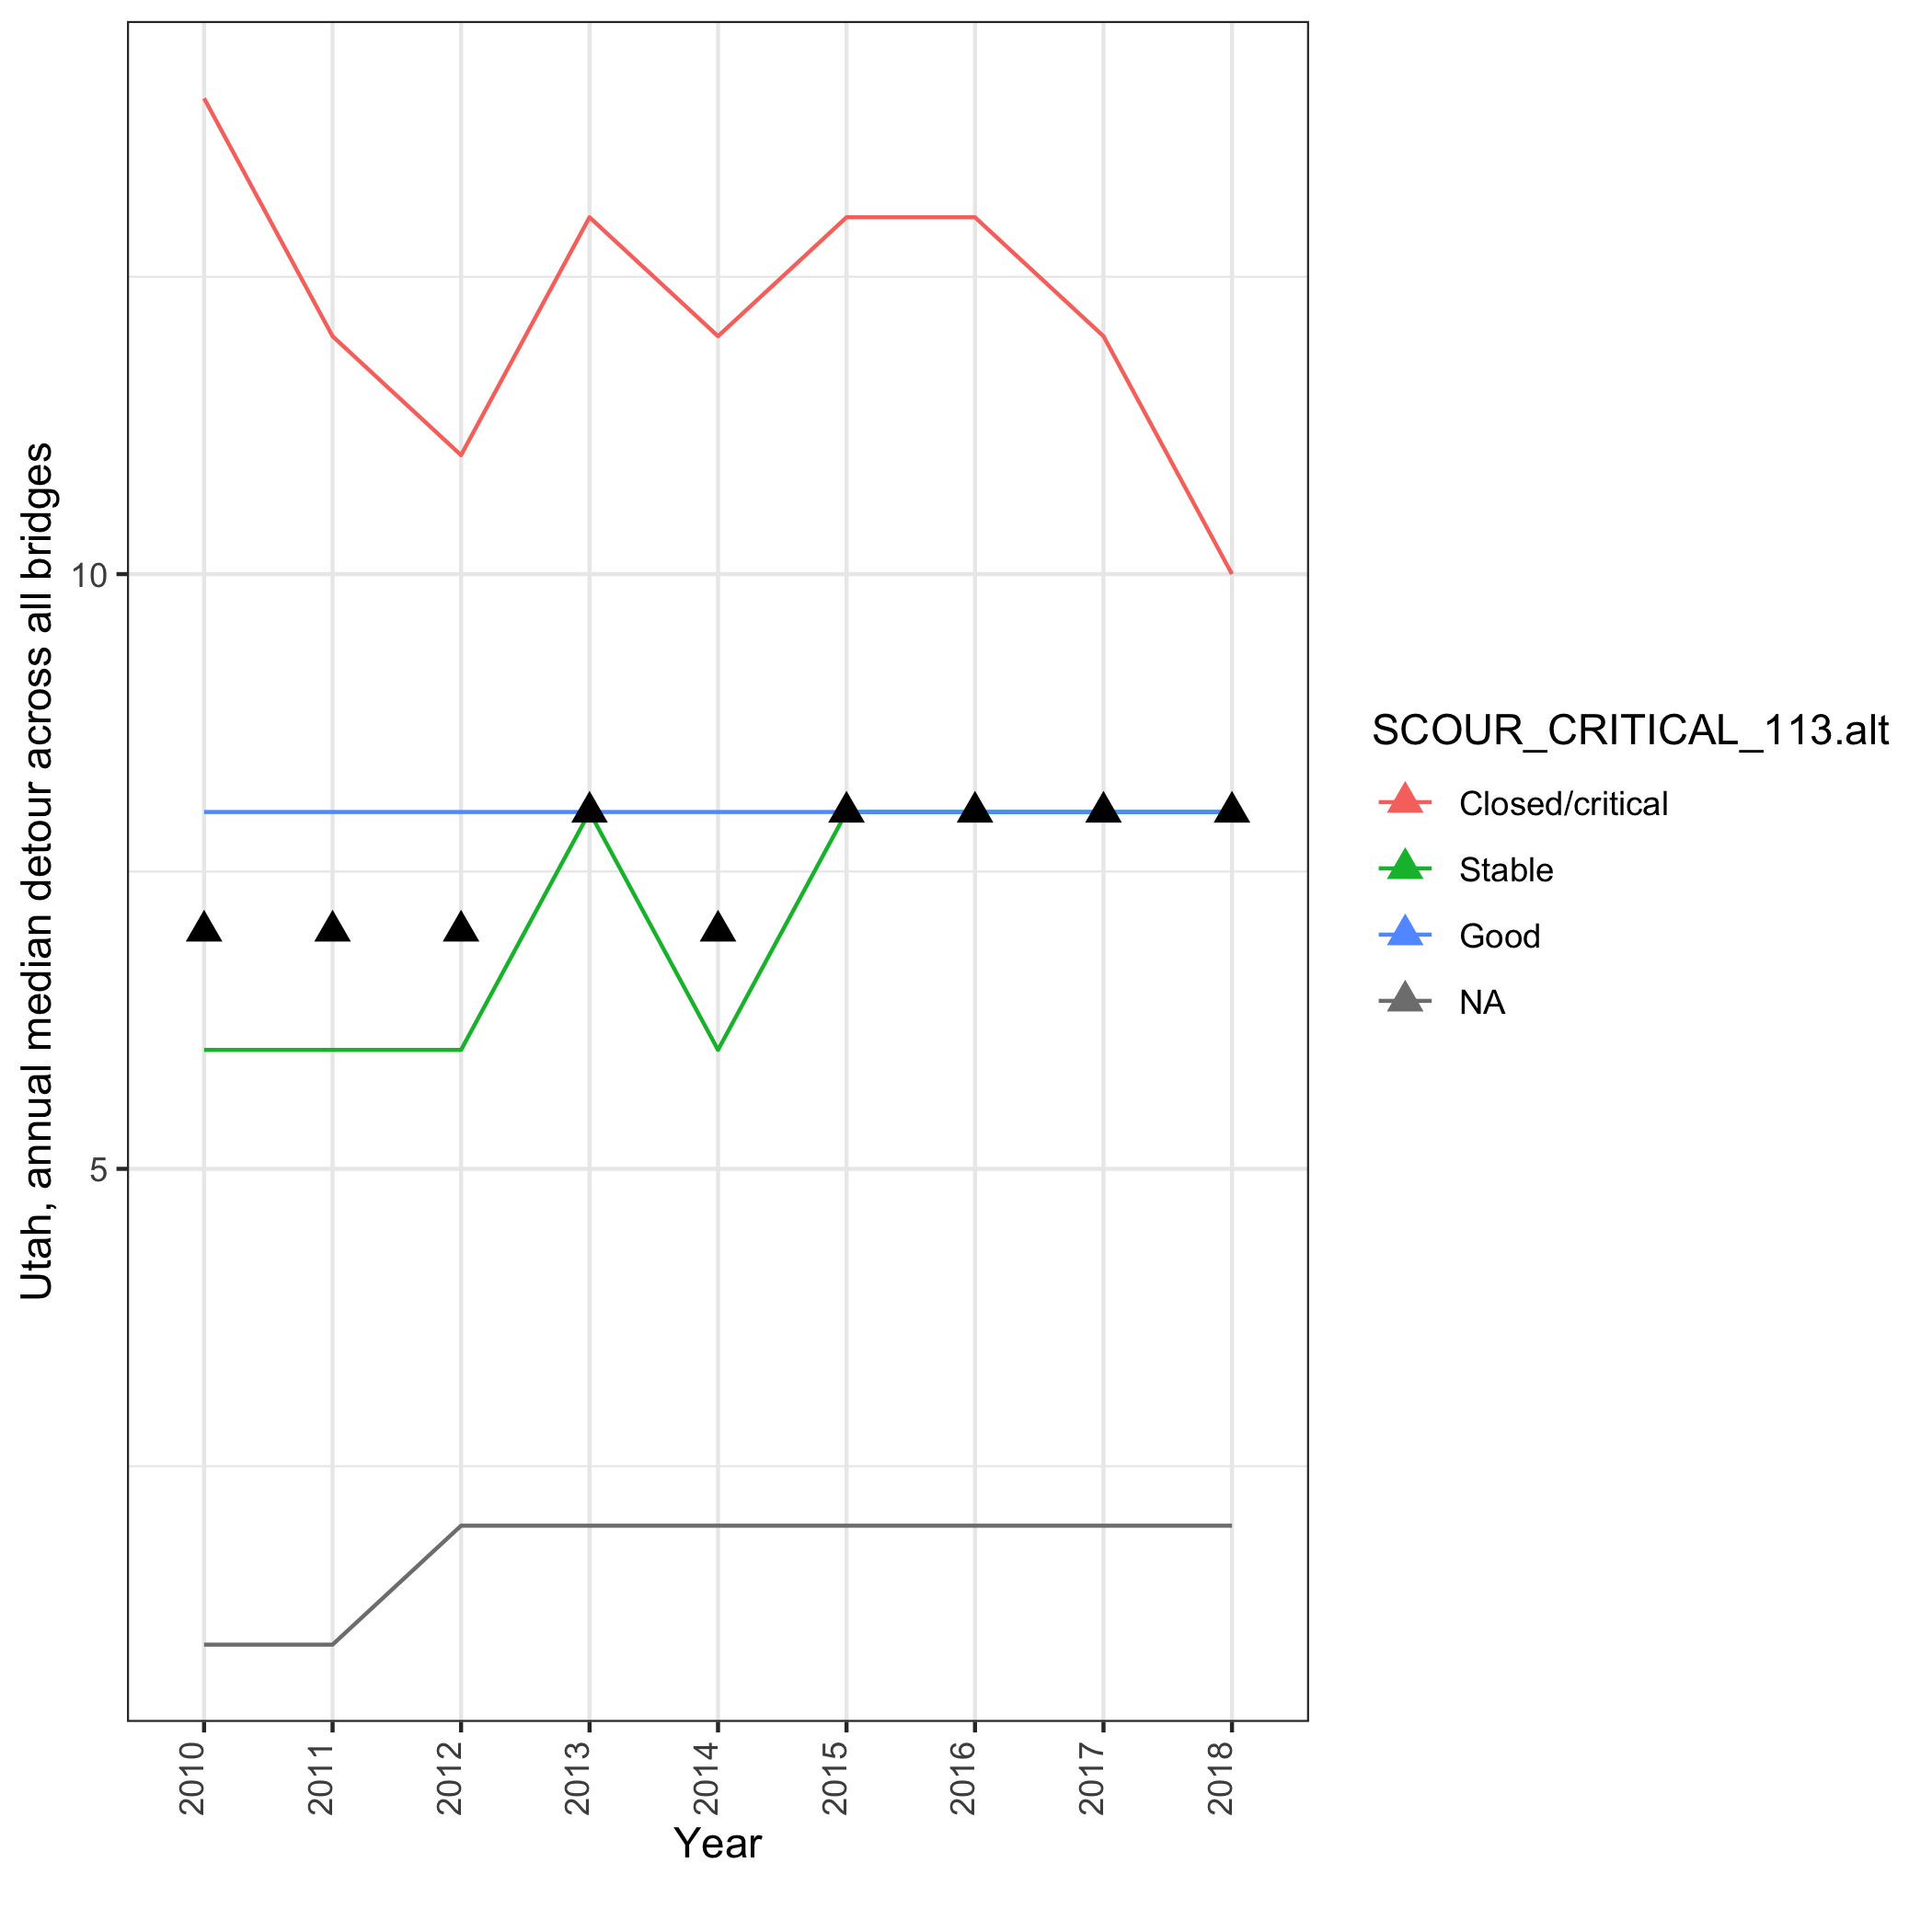 Utah, annual median detour across all bridges
10
5
2010
2011
2012
2013
2014
2015
2016
2017
2018
Year
SCOUR_CRITICAL_113.alt
Closed/critical
Stable
Good
NA